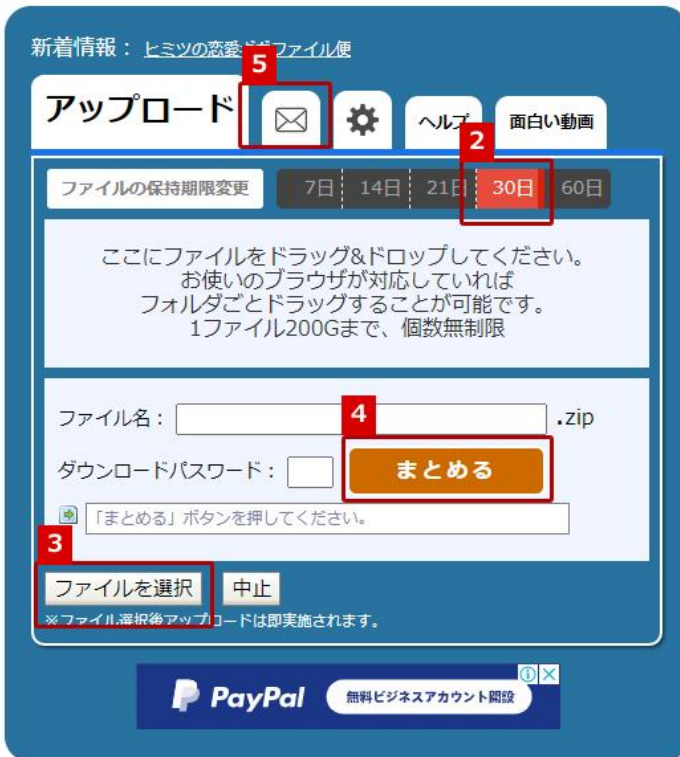 新着情報： ヒミツの恋愛ギガファイル便
5
アップロード
ヘルプ
面白い動画
2
ファイルの保持期限変更
7日 14日 21日 30日 60日
ここにファイルをドラッグ&ドロップしてください。
お使いのブラウザが対応していれば
フォルダごとドラッグすることが可能です。
1ファイル200Gまで、個数無制限
4
ファイル名： .zip
ダウンロードパスワード： まとめる
「まとめる」ボタンを押してください。
3
ファイルを選択 中止
※ファイル選択後アップロードは即実施されます。
PayPal 無料ビジネスアカウント開設